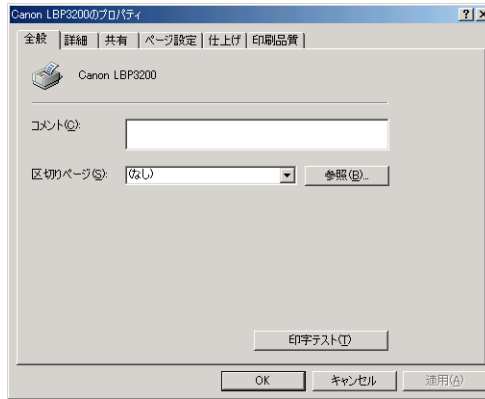 Canon LBP3200のプロパティ
全般 詳細 共有 ページ設定 仕上げ 印刷品質
Canon LBP3200
コメント(C):
区切りページ(S): (なし) 参照(B)...
印字テスト(T)
OK キャンセル 適用(A)